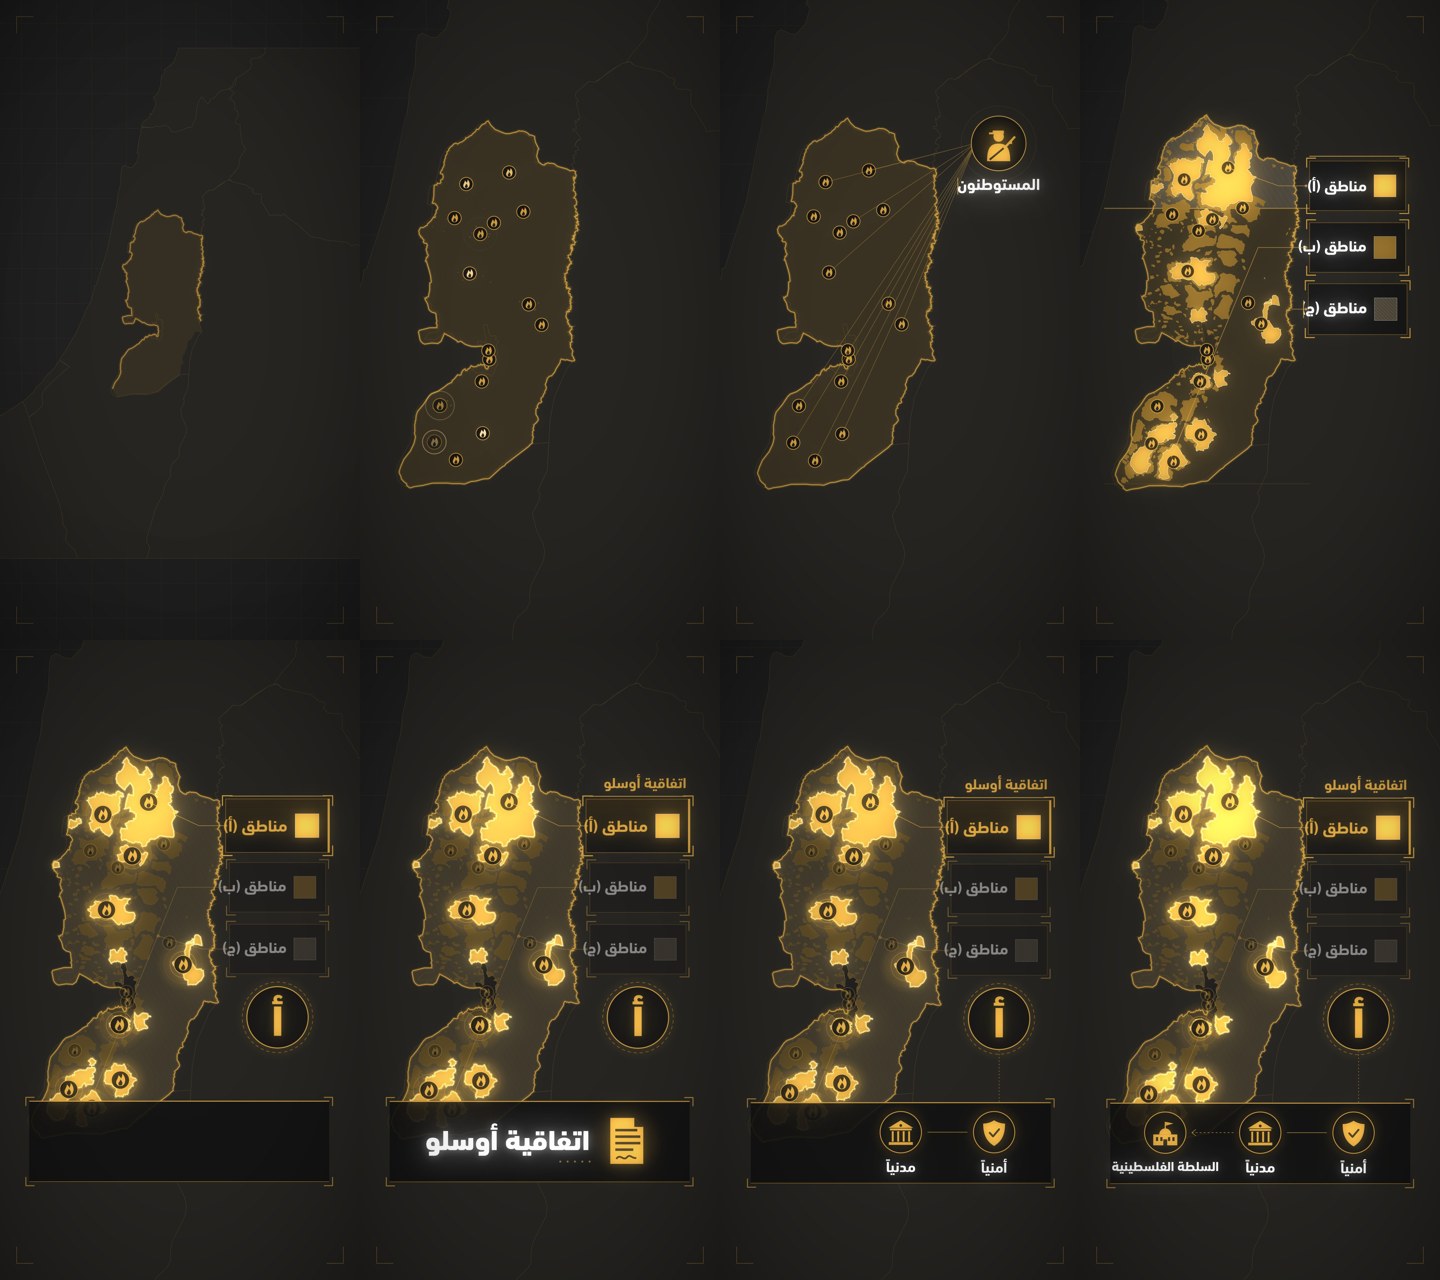 المستوطنون
مناطق (أ)
مناطق (ب)
مناطق (ج)
مناطق (أ)
مناطق (ب)
مناطق (ج)
أ
اتفاقية أوسلو
مناطق (أ)
مناطق (ب)
مناطق (ج)
أ
اتفاقية أوسلو
اتفاقية أوسلو
مناطق (أ)
مناطق (ب)
مناطق (ج)
أ
أمنياً
مدنياً
اتفاقية أوسلو
مناطق (أ)
مناطق (ب)
مناطق (ج)
أ
أمنياً
مدنياً
السلطة الفلسطينية